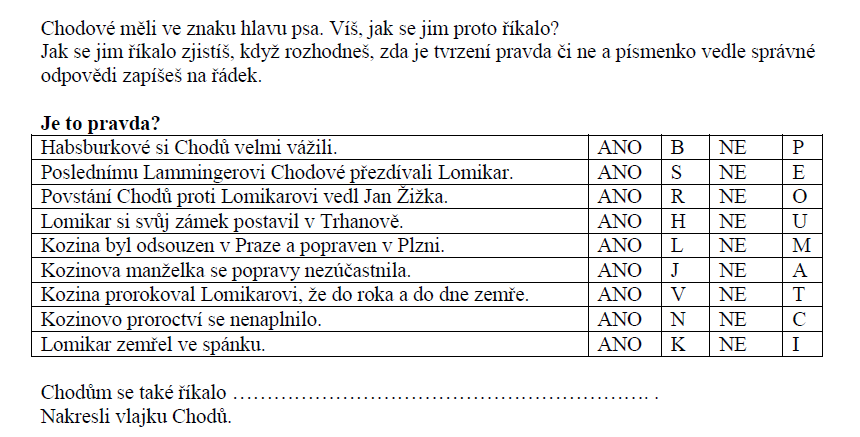 Chodové měli ve znaku hlavu psa. Víš, jak se jim proto říkalo?
Jak se jim říkalo zjistíš, když rozhodneš, zda je tvrzení pravda či ne a písmenko vedle správné
odpovědi zapíšeš na řádek.
Je to pravda?
Habsburkové si Chodů velmi vážili. ANO B NE P
Poslednímu Lammingerovi Chodové přezdívali Lomikar. ANO S NE E
Povstání Chodů proti Lomikarovi vedl Jan Žižka. ANO R NE O
Lomikar si svůj zámek postavil v Trhanově. ANO H NE U
Kozina byl odsouzen v Praze a popraven v Plzni. ANO L NE M
Kozinova manželka se popravy nezúčastnila. ANO J NE A
Kozina prorokoval Lomikarovi, že do roka a do dne zemře. ANO V NE T
Kozinovo proroctví se nenaplnilo. ANO N NE C
Lomikar zemřel ve spánku. ANO K NE I
Chodům se také říkalo …………………………………………………….. .
Nakresli vlajku Chodů.